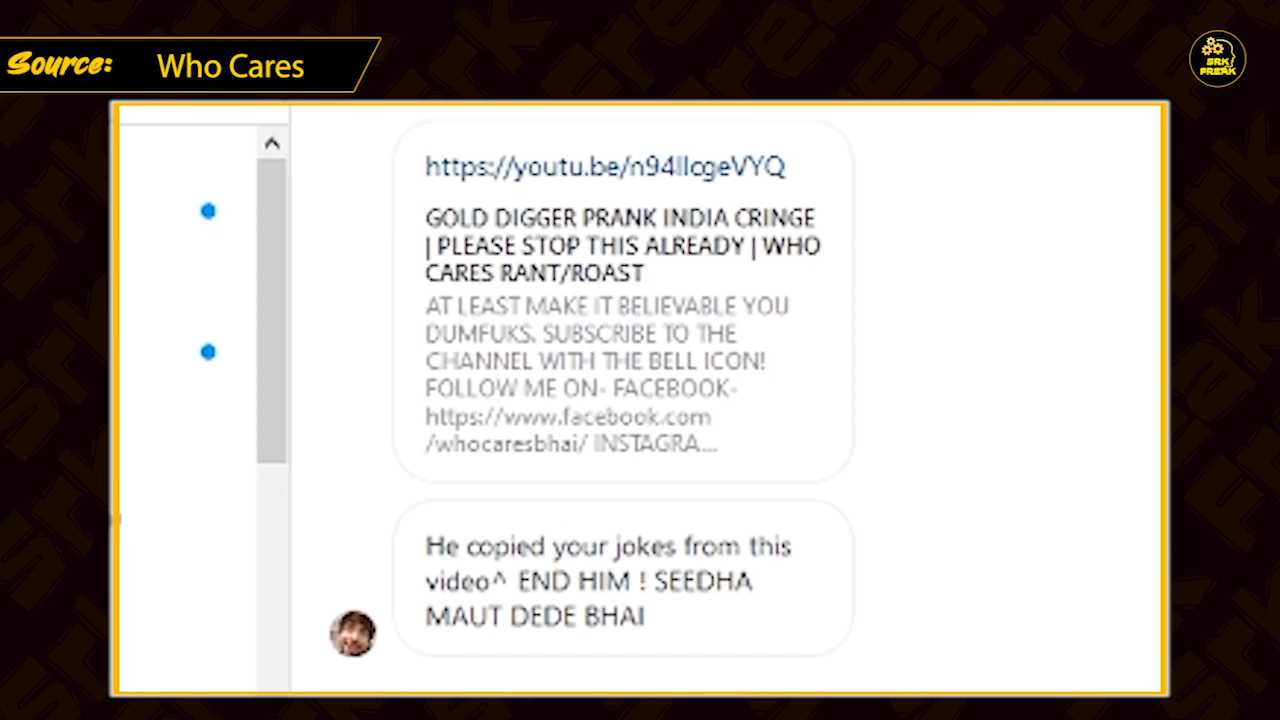 Source: Who Cares
SRK
FREAK
https://youtu.be/n94llcgeVYQ
GOLD DIGGER PRANK INDIA CRINGE
| PLEASE STOP THIS ALREADY | WHO
CARES RANT/ROAST
AT LEAST MAKE IT BELIEVABLE YOU
DUMFUKS. SUBSCRIBE TO THE
CHANNEL WITH THE BELL ICON!
FOLLOW ME ON- FACEBOOK-
https://www.facebook.com
/whocaresbhai/ INSTAGRA...
He copied your jokes from this
video^ END HIM ! SEEDHA
MAUT DEDE BHAI